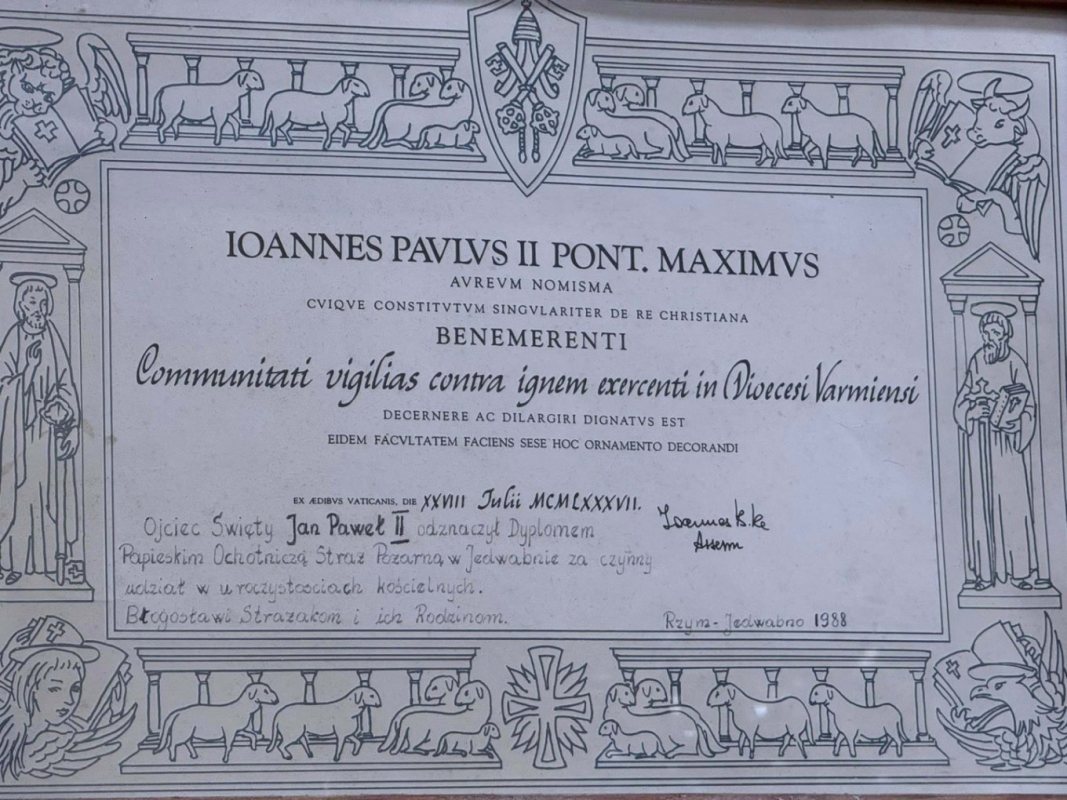 IOANNES PAVLVS II PONT. MAXIMVS
AVREVM NOMISMA
CVIQVE CONSTITVTVM SINGVLARITER DE RE CHRISTIANA
BENEMERENTI
Communitati vigilias contra ignem exercenti in Dioecesi Varmiensi
DECERNERE AC DILARGIRI DIGNATVS EST
EIDEM FACVLTATEM FACIENS SESE HOC ORNAMENTO DECORANDI
EX ÆDIBVS VATICANIS, DIE XXVIII Iulii MCMLXXXVII.
Ojciec Święty Jan Paweł II odznaczył Dyplomem
Papieskim Ochotniczą Straż Pożarną w Jedwabnie za czynny
udział w uroczystościach kościelnych.
Błogosławi Strażakom i ich Rodzinom.
Rzym - Jedwabno 1988